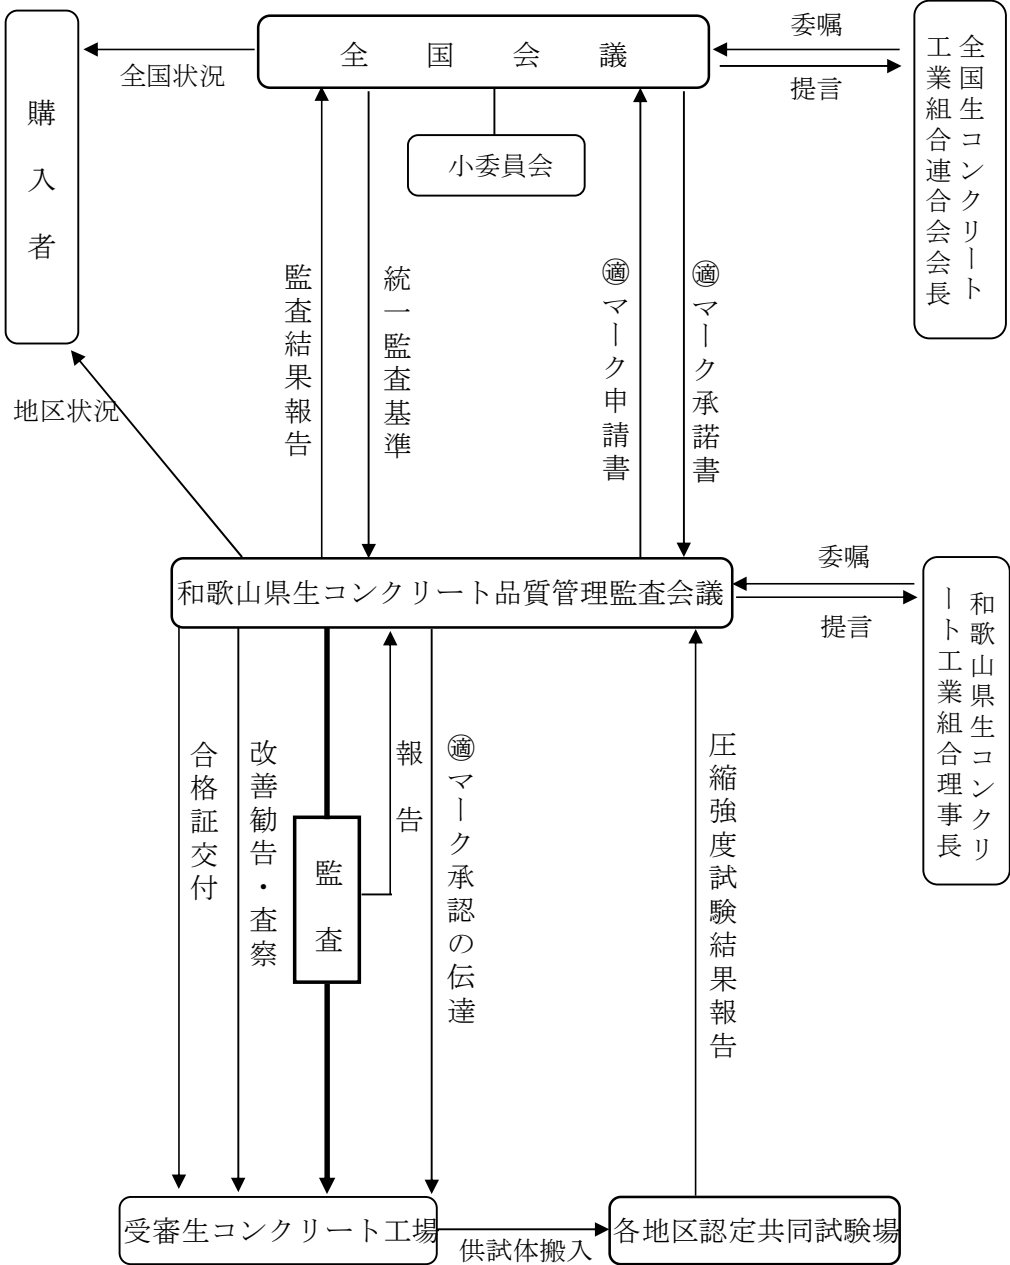 購入者
全国会議
全国状況
委嘱
提言
全国生コンクリート
工業組合連合会会長
小委員会
監査結果報告
統一監査基準
㊜マーク申請書
㊜マーク承諾書
地区状況
和歌山県生コンクリート品質管理監査会議
委嘱
提言
和歌山県生コンクリ
ート工業組合理事長
合格証交付
改善勧告・査察
監査
報告
㊜マーク承認の伝達
圧縮強度試験結果報告
受審生コンクリート工場
供試体搬入
各地区認定共同試験場